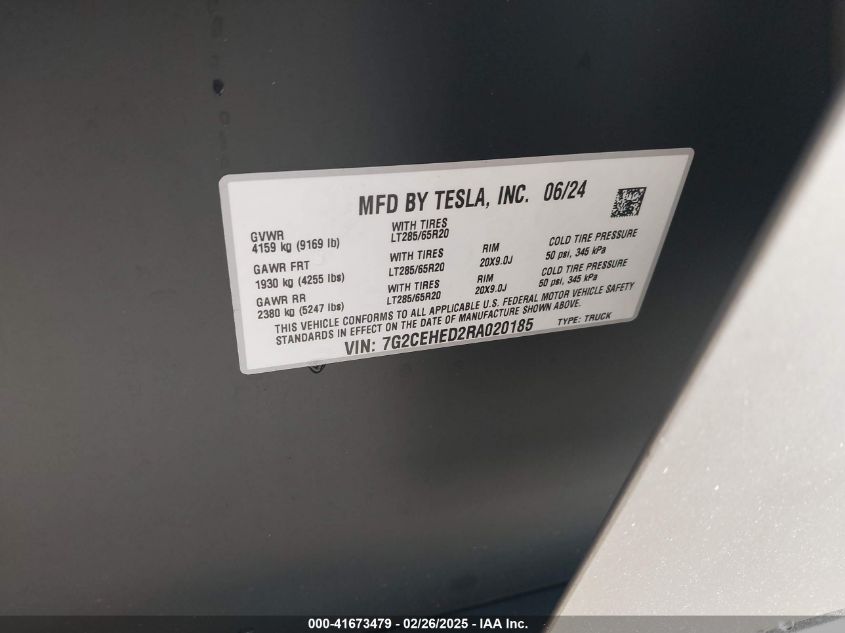 MFD BY TESLA, INC. 06/24
GVWR
4159 kg (9169 lb)
WITH TIRES
LT285/65R20
GAWR FRT
1930 kg (4255 lbs)
WITH TIRES
LT285/65R20
RIM
20X9.0J
COLD TIRE PRESSURE
50 psi, 345 kPa
GAWR RR
2380 kg (5247 lbs)
WITH TIRES
LT285/65R20
RIM
20X9.0J
COLD TIRE PRESSURE
50 psi, 345 kPa
THIS VEHICLE CONFORMS TO ALL APPLICABLE U.S. FEDERAL MOTOR VEHICLE SAFETY
STANDARDS IN EFFECT ON THE DATE OF MANUFACTURE SHOWN ABOVE.
VIN: 7G2CEHED2RA020185 TYPE: TRUCK
000-41673479 - 02/26/2025 - IAA Inc.